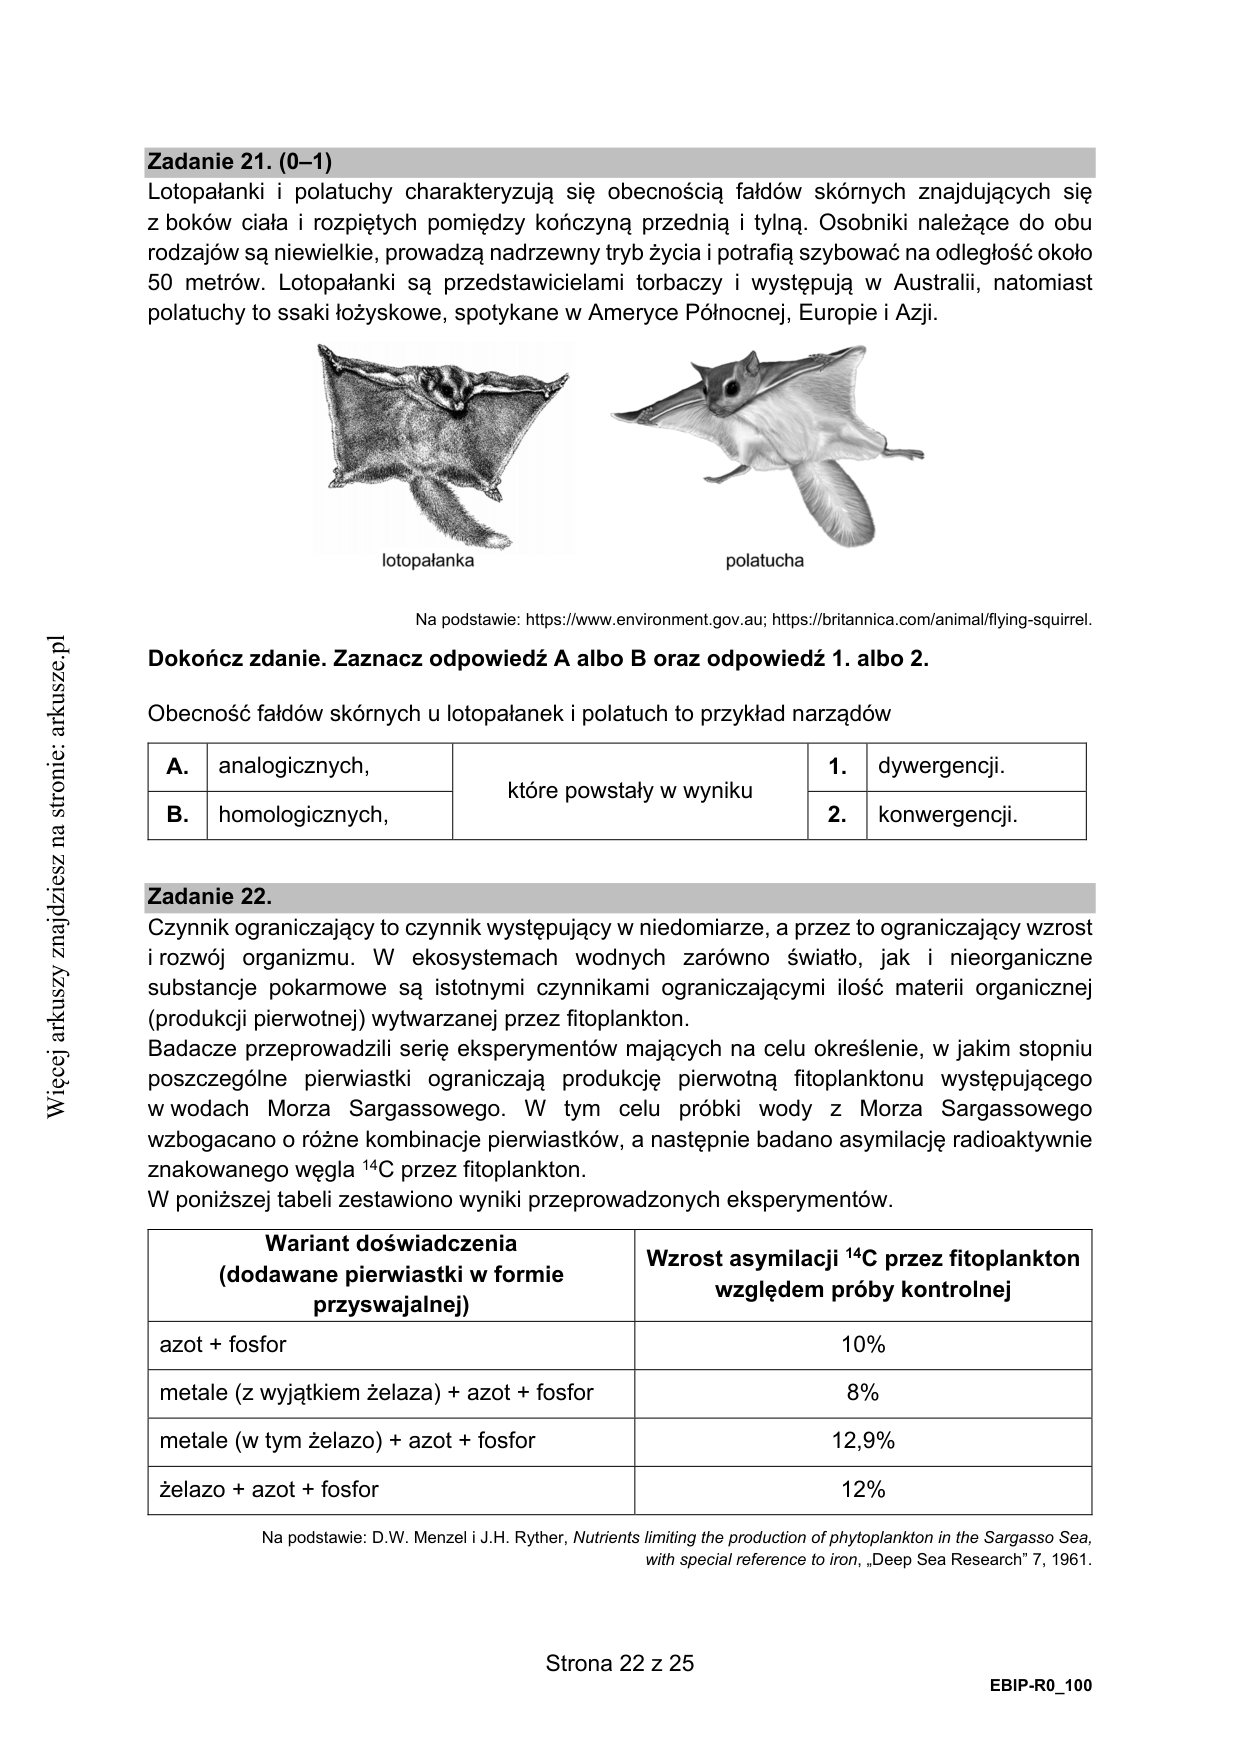 Zadanie 21. (0–1)
Lotopałanki i polatuchy charakteryzują się obecnością fałdów skórnych znajdujących się
z boków ciała i rozpiętych pomiędzy kończyną przednią i tylną. Osobniki należące do obu
rodzajów są niewielkie, prowadzą nadrzewny tryb życia i potrafią szybować na odległość około
50 metrów. Lotopałanki są przedstawicielami torbaczy i występują w Australii, natomiast
polatuchy to ssaki łożyskowe, spotykane w Ameryce Północnej, Europie i Azji.
lotopałanka polatucha
Na podstawie: https://www.environment.gov.au; https://britannica.com/animal/flying-squirrel.
Dokończ zdanie. Zaznacz odpowiedź A albo B oraz odpowiedź 1. albo 2.
Obecność fałdów skórnych u lotopałanek i polatuch to przykład narządów
A. analogicznych, które powstały w wyniku 1. dywergencji.
B. homologicznych, 2. konwergencji.
Zadanie 22.
Czynnik ograniczający to czynnik występujący w niedomiarze, a przez to ograniczający wzrost
i rozwój organizmu. W ekosystemach wodnych zarówno światło, jak i nieorganiczne
substancje pokarmowe są istotnymi czynnikami ograniczającymi ilość materii organicznej
(produkcji pierwotnej) wytwarzanej przez fitoplankton.
Badacze przeprowadzili serię eksperymentów mających na celu określenie, w jakim stopniu
poszczególne pierwiastki ograniczają produkcję pierwotną fitoplanktonu występującego
w wodach Morza Sargassowego. W tym celu próbki wody z Morza Sargassowego
wzbogacano o różne kombinacje pierwiastków, a następnie badano asymilację radioaktywnie
znakowanego węgla ¹⁴C przez fitoplankton.
W poniższej tabeli zestawiono wyniki przeprowadzonych eksperymentów.
Wariant doświadczenia
(dodawane pierwiastki w formie
przyswajalnej)
Wzrost asymilacji ¹⁴C przez fitoplankton
względem próby kontrolnej
azot + fosfor 10%
metale (z wyjątkiem żelaza) + azot + fosfor 8%
metale (w tym żelazo) + azot + fosfor 12,9%
żelazo + azot + fosfor 12%
Na podstawie: D.W. Menzel i J.H. Ryther, Nutrients limiting the production of phytoplankton in the Sargasso Sea,
with special reference to iron, „Deep Sea Research” 7, 1961.
Strona 22 z 25
EBIP-R0_100
Więcej arkuszy znajdziesz na stronie: arkusze.pl